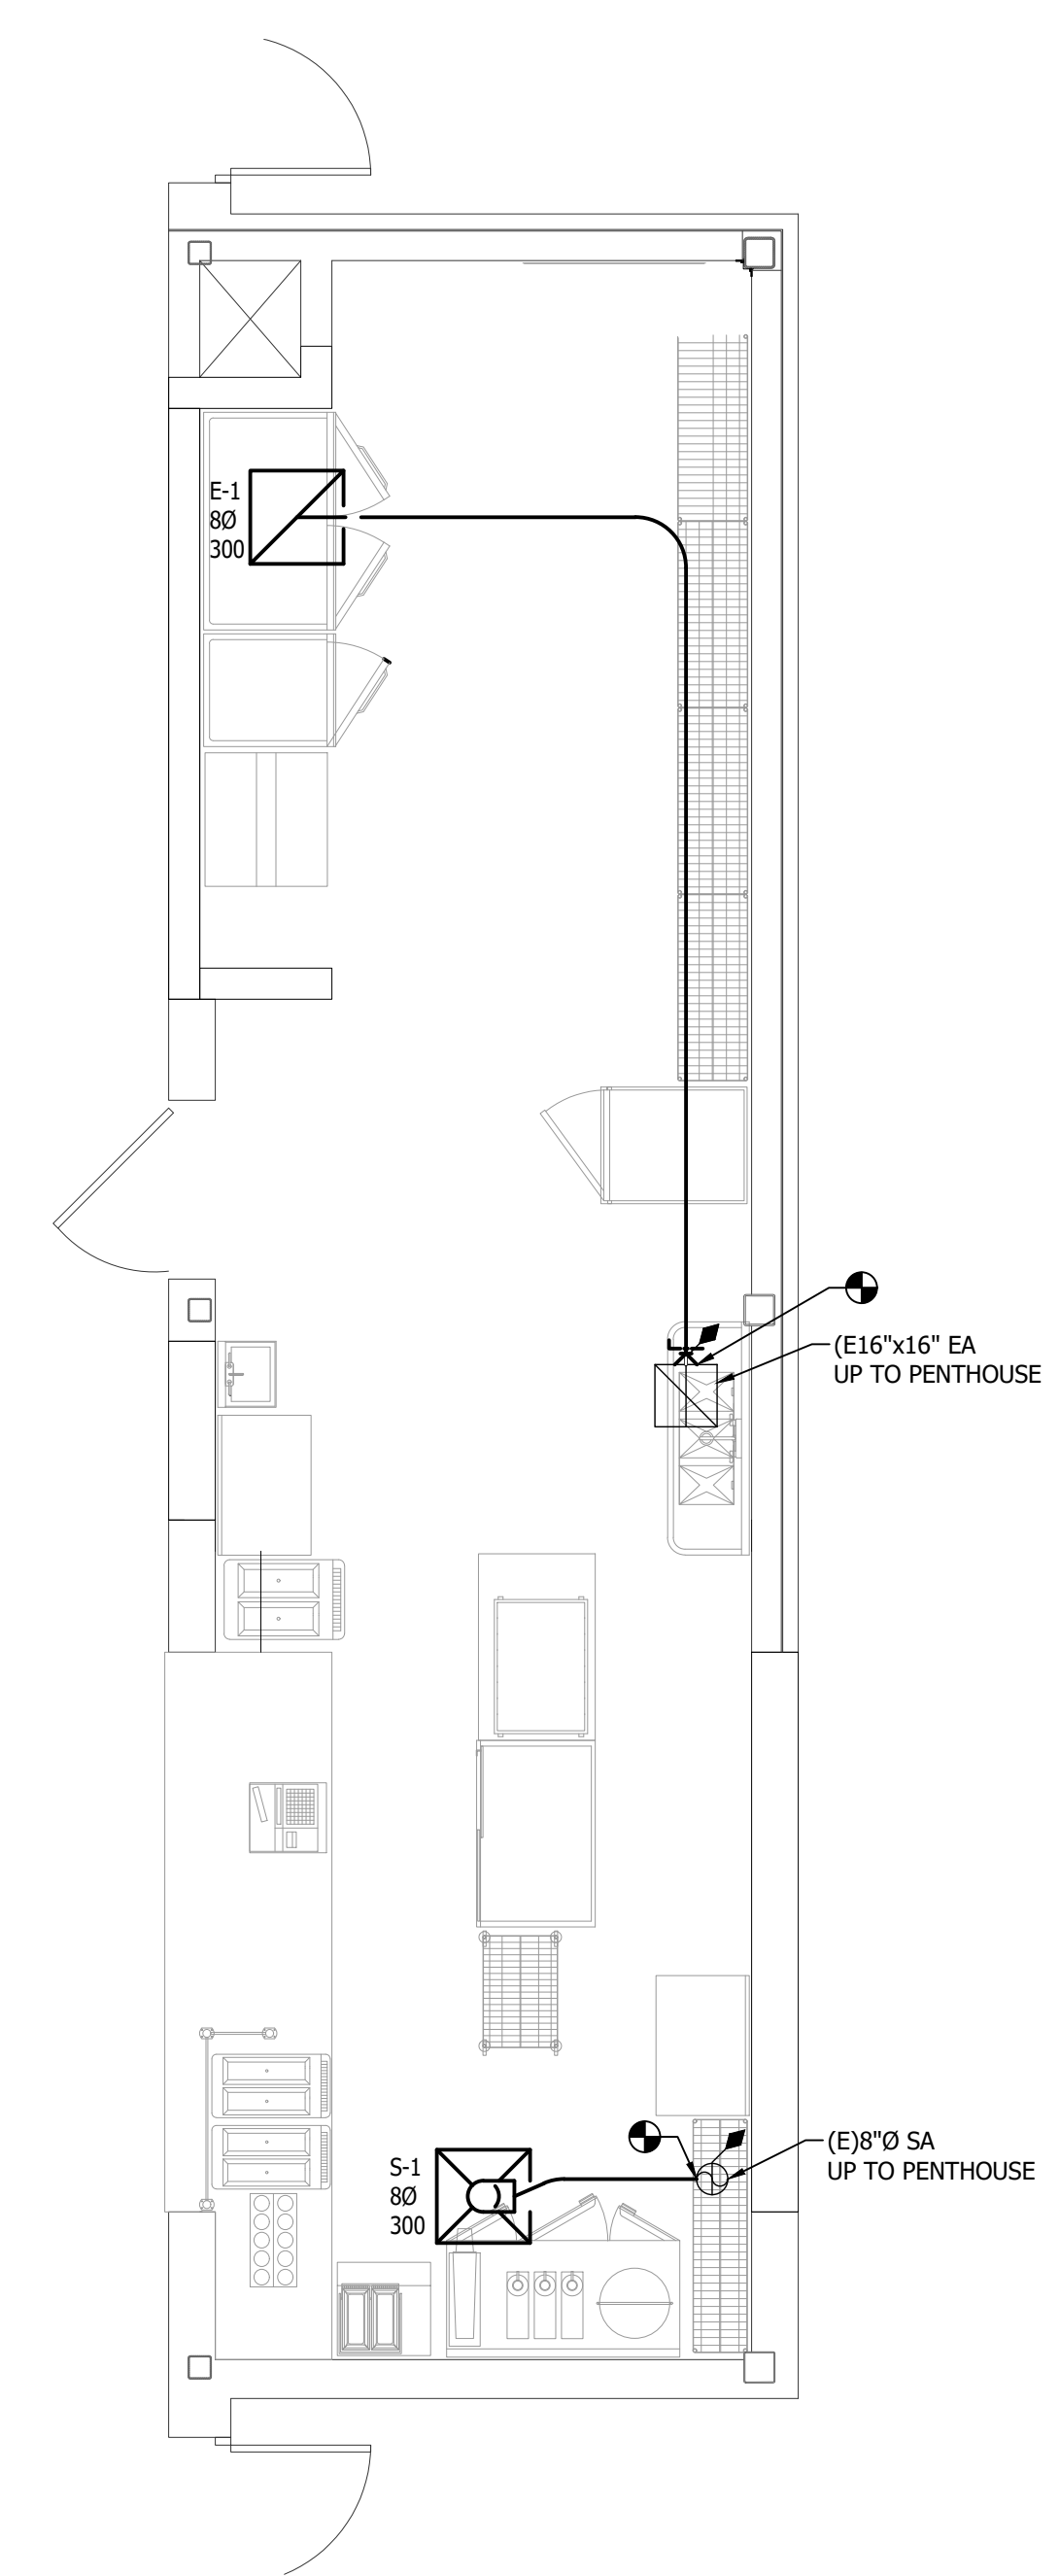 E-1
8Ø
300
(E16"x16" EA
UP TO PENTHOUSE
(E)8"Ø SA
UP TO PENTHOUSE
S-1
8Ø
300